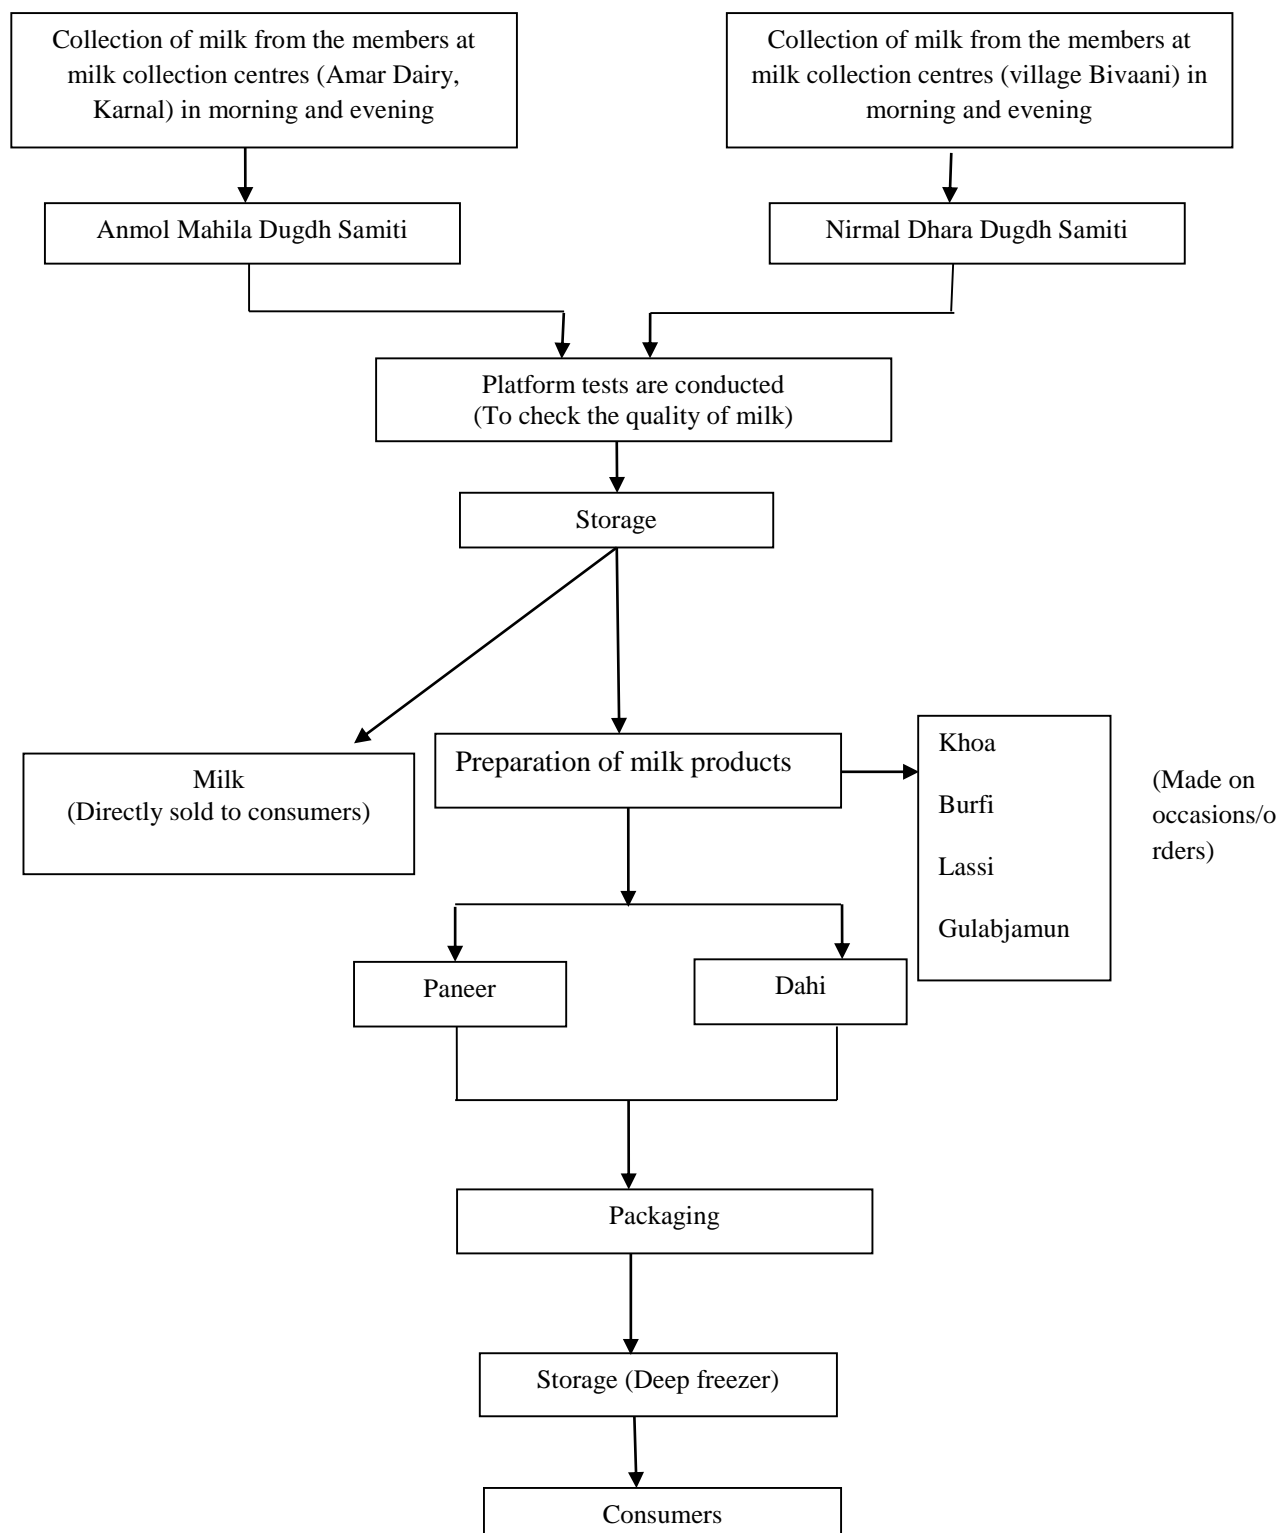 Collection of milk from the members at
milk collection centres (Amar Dairy,
Karnal) in morning and evening
Collection of milk from the members at
milk collection centres (village Bivaani) in
morning and evening
Anmol Mahila Dugdh Samiti
Nirmal Dhara Dugdh Samiti
Platform tests are conducted
(To check the quality of milk)
Storage
Milk
(Directly sold to consumers)
Preparation of milk products
Khoa
Burfi
Lassi
Gulabjamun
(Made on
occasions/o
rders)
Paneer
Dahi
Packaging
Storage (Deep freezer)
Consumers